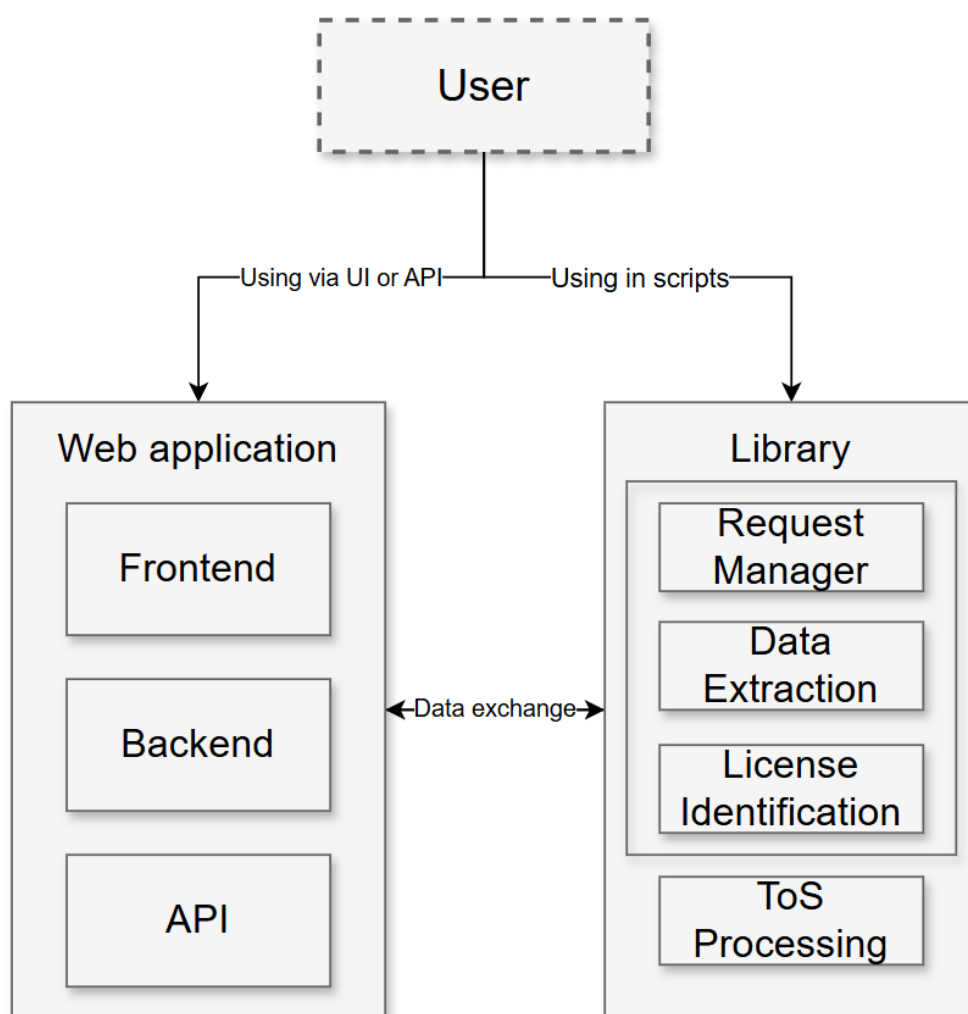 User
Using via UI or API
Using in scripts
Web application
Frontend
Backend
API
Data exchange
Library
Request
Manager
Data
Extraction
License
Identification
ToS
Processing